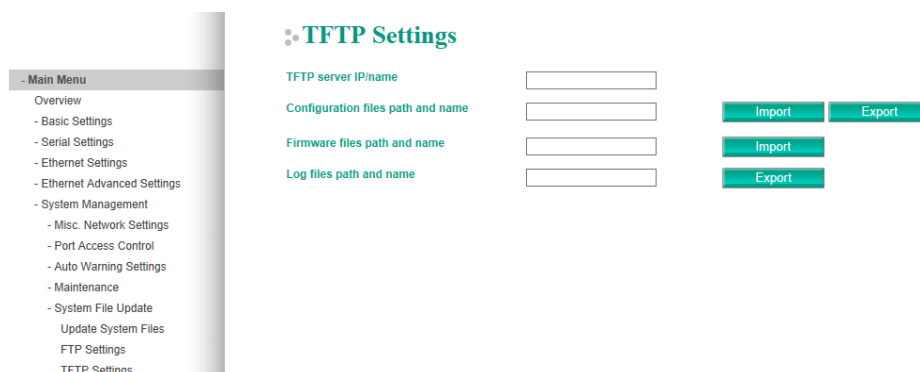 TFTP Settings
- Main Menu
Overview
- Basic Settings
- Serial Settings
- Ethernet Settings
- Ethernet Advanced Settings
- System Management
- Misc. Network Settings
- Port Access Control
- Auto Warning Settings
- Maintenance
- System File Update
Update System Files
FTP Settings
TFTP Settings
TFTP server IP/name
Configuration files path and name Import Export
Firmware files path and name Import
Log files path and name Export